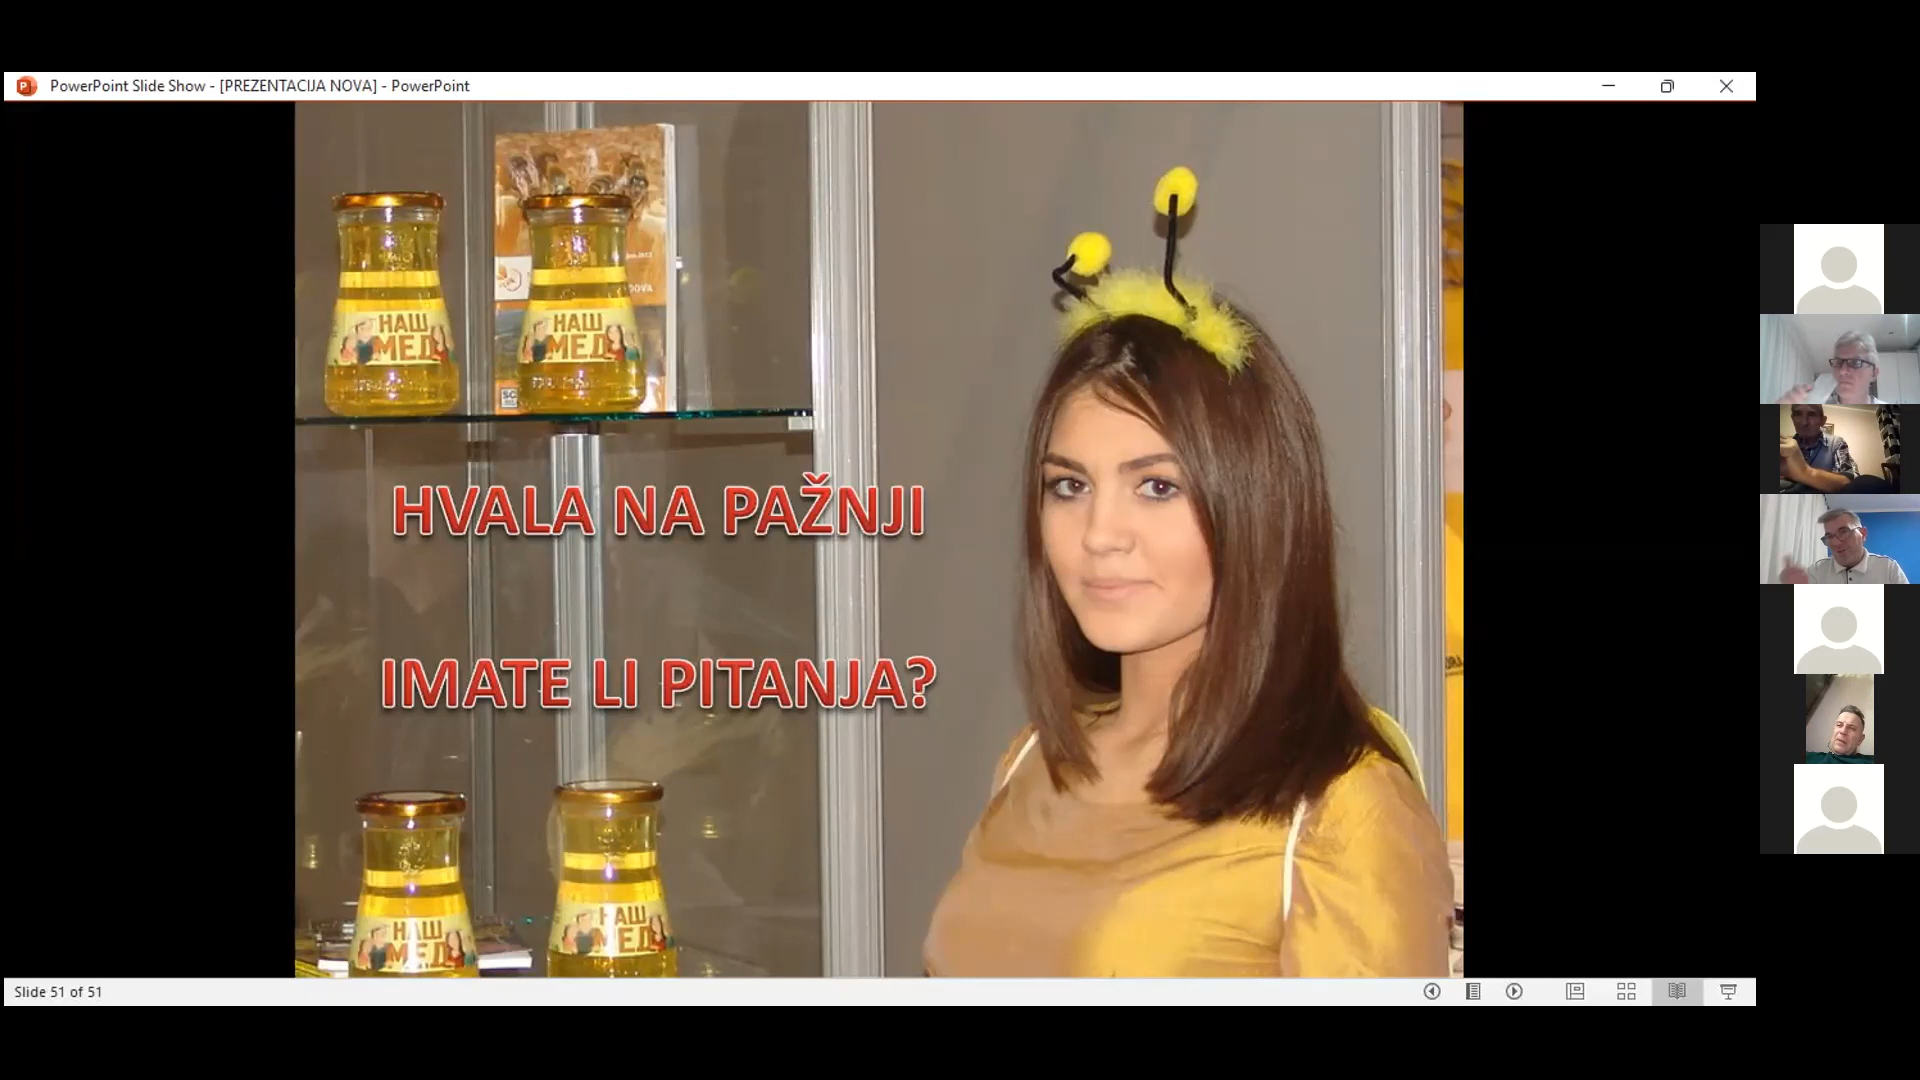 PowerPoint Slide Show - [PREZENTACIJA NOVA] - PowerPoint
НАШ
МЕД
НАШ
МЕД
HVALA NA PAŽNJI
IMATE LI PITANJA?
НАШ
МЕД
НАШ
МЕД
Slide 51 of 51